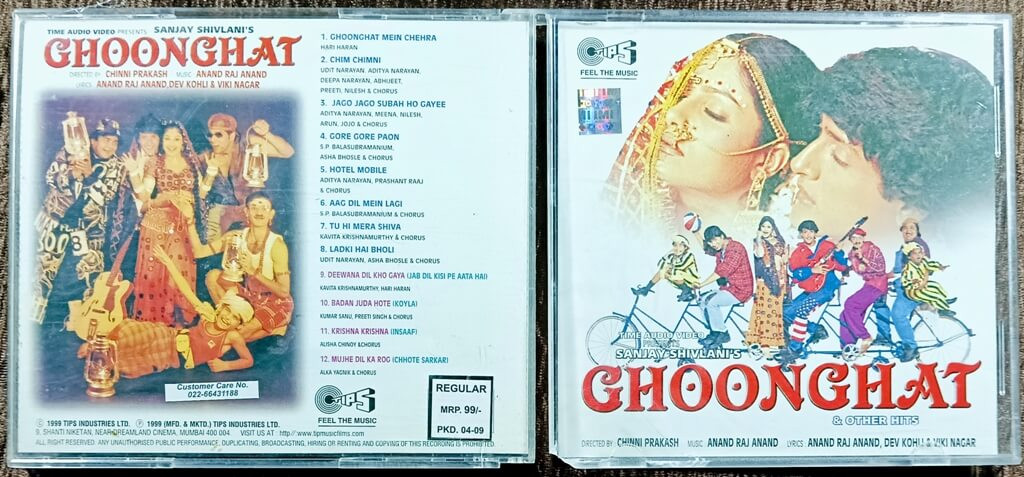 TIME AUDIO VIDEO PRESENTS SANJAY SHIVLANI'S
GHOONGHAT
DIRECTED BY CHINNI PRAKASH MUSIC ANAND RAJ ANAND
LYRICS ANAND RAJ ANAND, DEV KOHLI & VIKI NAGAR
1. GHOONGHAT MEIN CHEHRA
HARI HARAN
2. CHIM CHIMNI
UDIT NARAYAN, ADITYA NARAYAN,
DEEPA NARAYAN, ABHIJEET,
PREETI, NILESH & CHORUS
3. JAGO JAGO SUBAH HO GAYEE
ADITYA NARAYAN, MEENA, NILESH,
ARUN, JOJO & CHORUS
4. GORE GORE PAON
S.P. BALASUBRAMANIUM,
ASHA BHOSLE & CHORUS
5. HOTEL MOBILE
ADITYA NARAYAN, PRASHANT RAAJ
& CHORUS
6. AAG DIL MEIN LAGI
S.P. BALASUBRAMANIUM & CHORUS
7. TU HI MERA SHIVA
KAVITA KRISHNAMURTHY & CHORUS
8. LADKI HAI BHOLI
UDIT NARAYAN, ASHA BHOSLE & CHORUS
9. DEEWANA DIL KHO GAYA (JAB DIL KISI PE AATA HAI)
KAVITA KRISHNAMURTHY, HARI HARAN
10. BADAN JUDA HOTE (KOYLA)
KUMAR SANU, PREETI SINGH & CHORUS
11. KRISHNA KRISHNA (INSAAF)
ALISHA CHINOY &CHORUS
12. MUJHE DIL KA ROG (CHHOTE SARKAR)
ALKA YAGNIK & CHORUS
Customer Care No.
022-66431188
TIPS
FEEL THE MUSIC
REGULAR
MRP. 99/-
PKD. 04-09
© 1999 TIPS INDUSTRIES LTD. ℗ 1999 (MFD. & MKTD.) TIPS INDUSTRIES LTD.
9, SHANTI NIKETAN, NEAR DREAMLAND CINEMA, MUMBAI 400 004. VISIT US AT : http://www.tipsmusicfilms.com
ALL RIGHT RESERVED. ANY UNAUTHORISED PUBLIC PERFORMANCE, DUPLICATING, BROADCASTING, HIRING OR RENTING AND COPYING OF THIS RECORDING IS PROHIBITED.
TIPS
FEEL THE MUSIC
TIME AUDIO VIDEO
PRESENTS
SANJAY SHIVLANI'S
GHOONGHAT
& OTHER HITS
DIRECTED BY CHINNI PRAKASH MUSIC ANAND RAJ ANAND LYRICS ANAND RAJ ANAND, DEV KOHLI & VIKI NAGAR